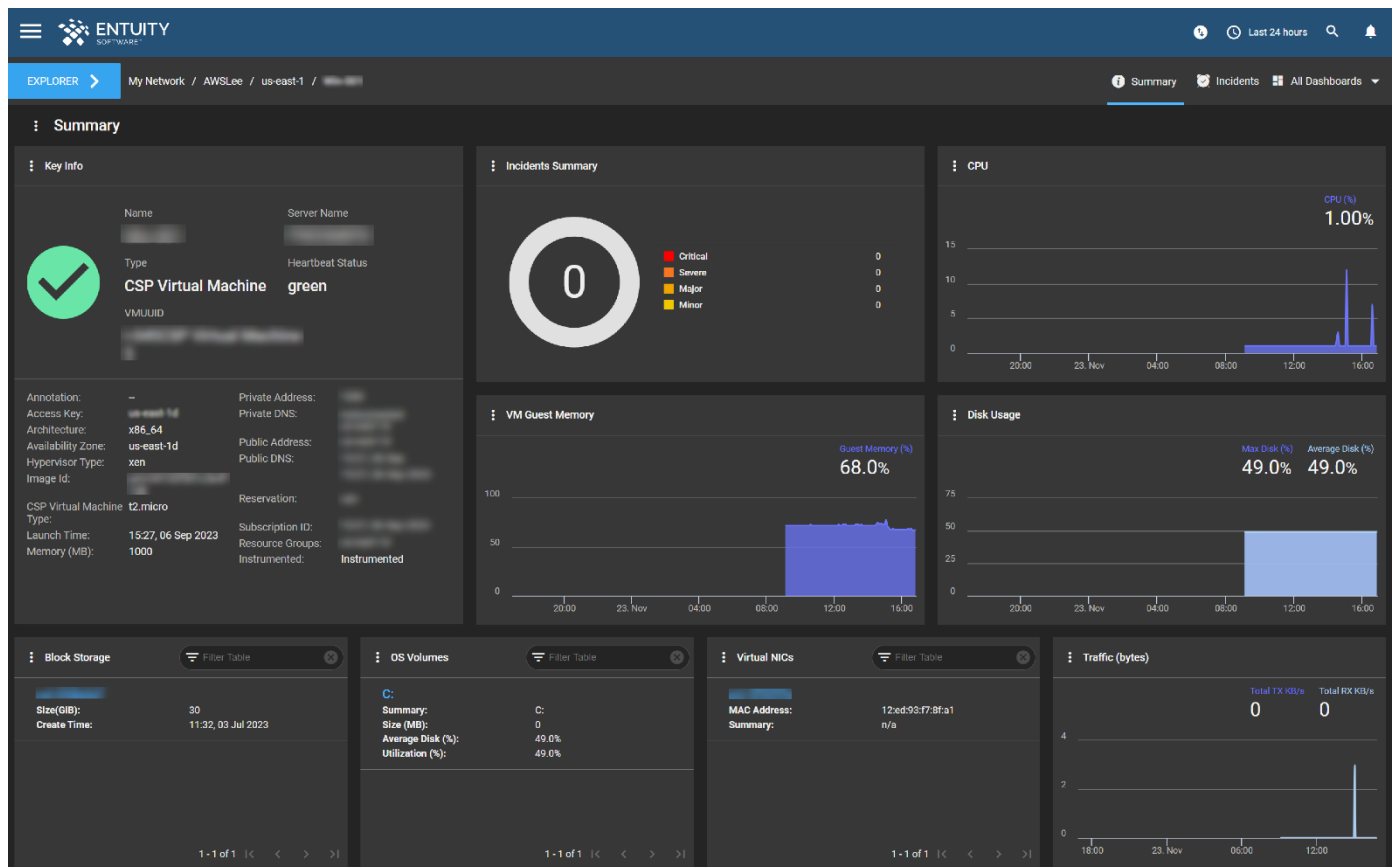 ENTUITY
SOFTWARE
Last 24 hours
EXPLORER
My Network / AWSLee / us-east-1 /
Summary
Incidents
All Dashboards
Summary
Key Info
Name
Server Name
Type
Heartbeat Status
CSP Virtual Machine
green
VMUUID
Annotation: –
Access Key:
Architecture: x86_64
Availability Zone: us-east-1d
Hypervisor Type: xen
Image Id:
CSP Virtual Machine Type: t2.micro
Launch Time: 15:27, 06 Sep 2023
Memory (MB): 1000
Private Address:
Private DNS:
Public Address:
Public DNS:
Reservation:
Subscription ID:
Resource Groups:
Instrumented: Instrumented
Incidents Summary
0
Critical 0
Severe 0
Major 0
Minor 0
CPU
CPU (%)
1.00%
15
10
5
0
20:00 23. Nov 04:00 08:00 12:00 16:00
VM Guest Memory
Guest Memory (%)
68.0%
100
50
0
20:00 23. Nov 04:00 08:00 12:00 16:00
Disk Usage
Max Disk (%) Average Disk (%)
49.0% 49.0%
75
50
25
0
20:00 23. Nov 04:00 08:00 12:00 16:00
Block Storage
Filter Table
Size(GIB): 30
Create Time: 11:32, 03 Jul 2023
1 - 1 of 1
OS Volumes
Filter Table
C:
Summary: C:
Size (MB): 0
Average Disk (%): 49.0%
Utilization (%): 49.0%
1 - 1 of 1
Virtual NICs
Filter Table
MAC Address: 12:ed:93:f7:8f:a1
Summary: n/a
1 - 1 of 1
Traffic (bytes)
Total TX KB/s Total RX KB/s
0 0
4
2
0
18:00 23. Nov 06:00 12:00